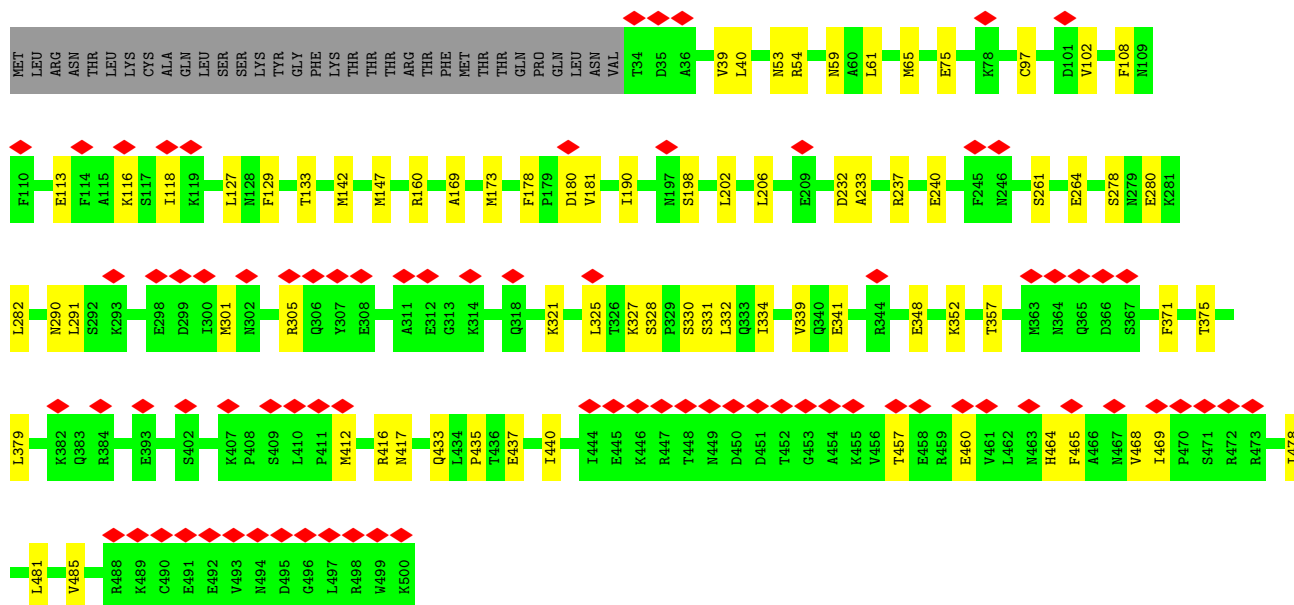 MET LEU ARG ASN THR LEU LYS CYS ALA GLN LEU SER SER LYS TYR GLY PHE LYS THR THR THR ARG THR PHE MET THR THR GLN PRO GLN LEU ASN VAL T34 D35 A36 V39 L40 N53 R54 N59 A60 L61 M65 E75 K78 C97 D101 V102 F108 N109
F110 E113 F114 A115 K116 S117 I118 K119 L127 N128 F129 T133 M142 M147 R160 A169 M173 F178 P179 D180 V181 I190 N197 S198 L202 L206 E209 D232 A233 R237 E240 F245 N246 S261 E264 S278 N279 E280 K281
L282 N290 L291 S292 K293 E298 D299 I300 M301 N302 R305 Q306 Y307 E308 A311 E312 G313 K314 Q318 K321 L325 T326 K327 S328 P329 S330 S331 L332 Q333 I334 V339 Q340 E341 R344 E348 K352 T357 M363 N364 Q365 D366 S367 F371 T375
L379 K382 Q383 R384 E393 S402 K407 P408 S409 L410 P411 M412 R416 N417 Q433 L434 P435 T436 E437 I440 I444 E445 K446 R447 T448 N449 D450 D451 T452 G453 A454 K455 V456 T457 E458 R459 E460 V461 L462 N463 H464 F465 A466 N467 V468 I469 P470 S471 R472 R473
L481 V485 R488 K489 C490 E491 E492 V493 N494 D495 G496 L497 R498 W499 K500